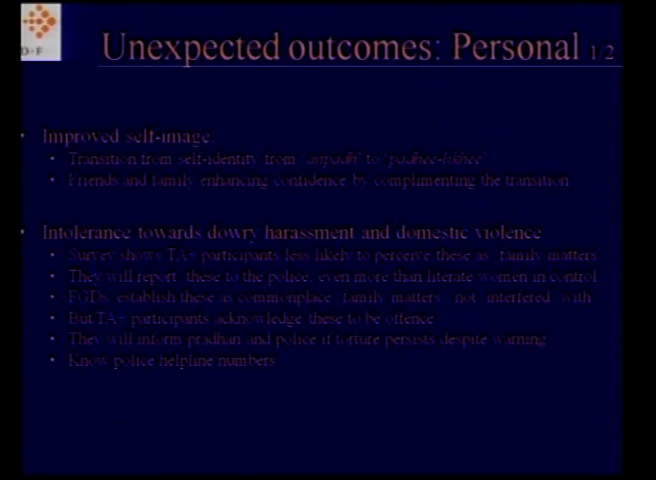 Unexpected outcomes: Personal 1/2
• Improved self-image:
• Transition from self-identity from 'anpadh' to 'padhee-likhee'
• Friends and family enhancing confidence by complimenting the transition
• Intolerance towards dowry harassment and domestic violence
• Survey shows TA+ participants less likely to perceive these as 'family matters'
• They will 'report' these to the police, even more than literate women in control
• FGDs establish these as commonplace 'family matters' not 'interfered' with
• But TA+ participants acknowledge these to be offence
• They will inform pradhan and police if torture persists despite warning
• Know police helpline numbers